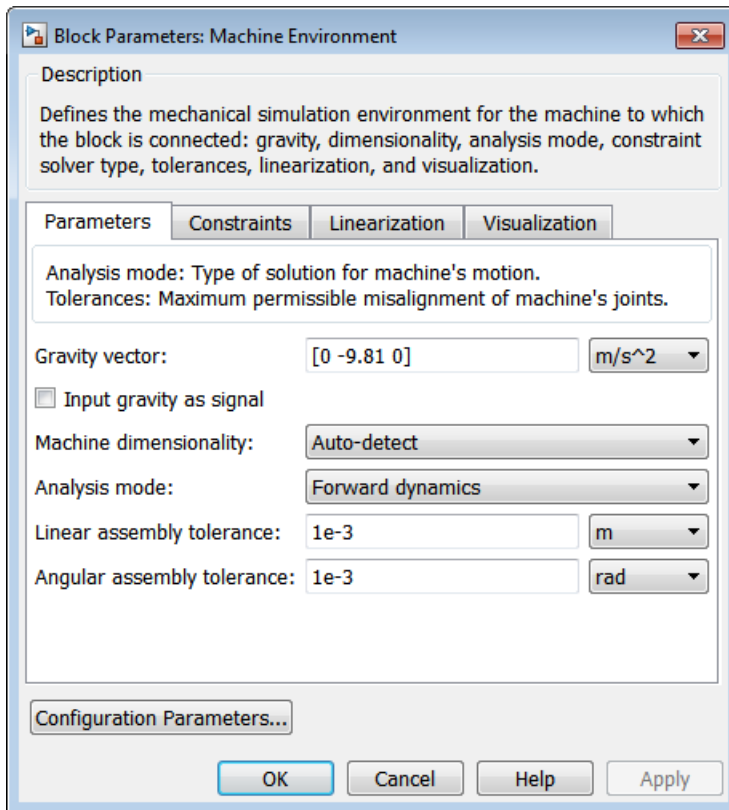 Block Parameters: Machine Environment
Description
Defines the mechanical simulation environment for the machine to which
the block is connected: gravity, dimensionality, analysis mode, constraint
solver type, tolerances, linearization, and visualization.
Parameters Constraints Linearization Visualization
Analysis mode: Type of solution for machine's motion.
Tolerances: Maximum permissible misalignment of machine's joints.
Gravity vector: [0 -9.81 0] m/s^2
Input gravity as signal
Machine dimensionality: Auto-detect
Analysis mode: Forward dynamics
Linear assembly tolerance: 1e-3 m
Angular assembly tolerance: 1e-3 rad
Configuration Parameters...
OK Cancel Help Apply